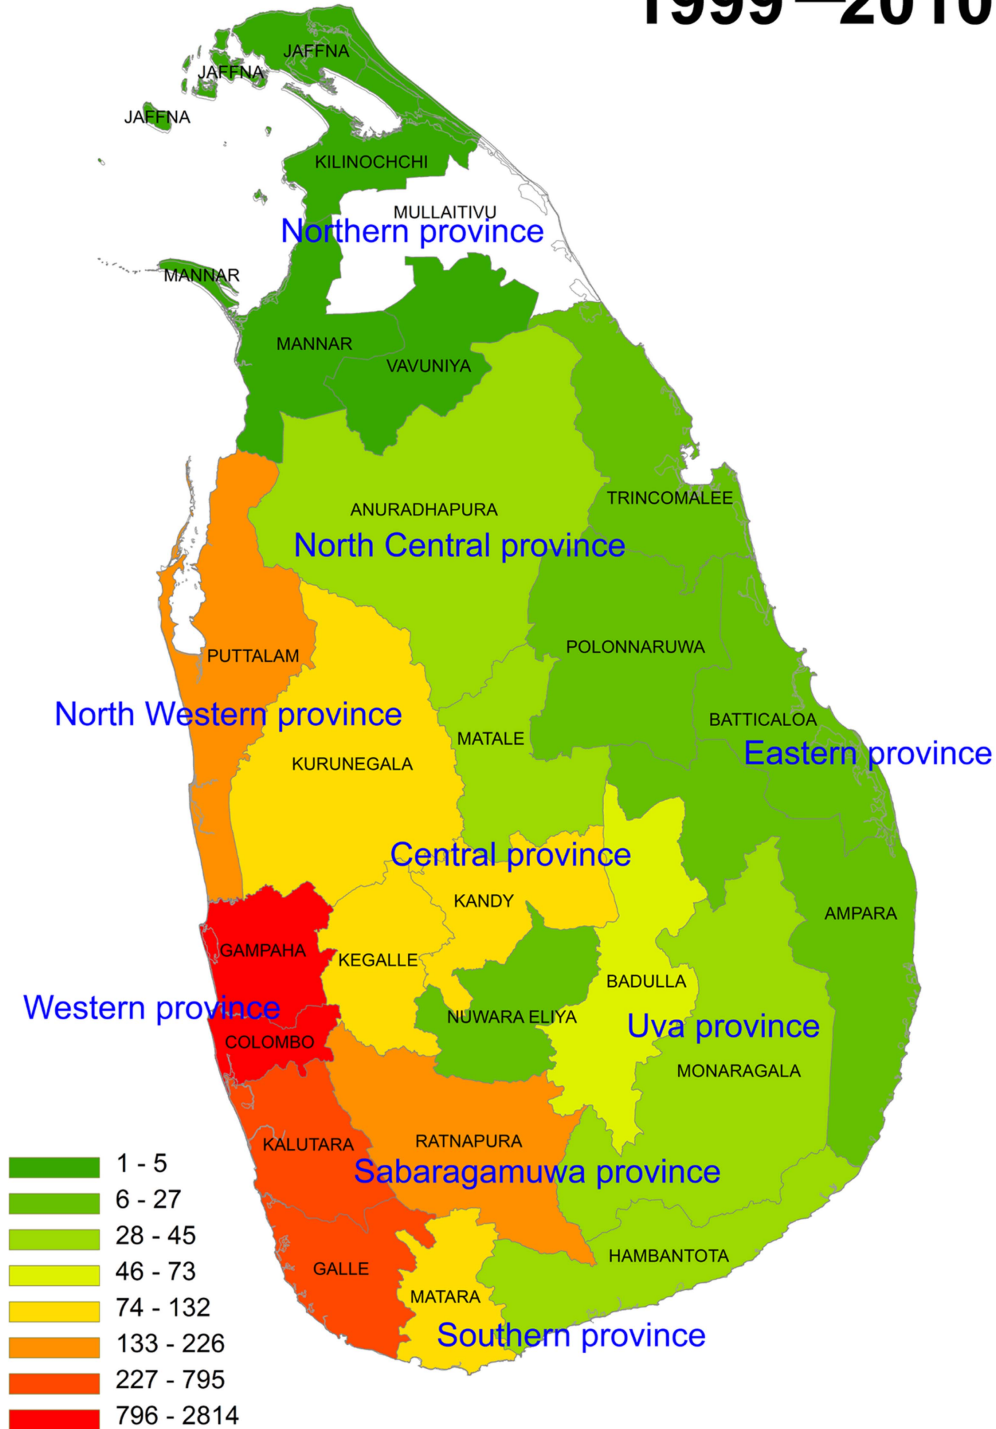 1999–2010
JAFFNA
JAFFNA
JAFFNA
KILINOCHCHI
MULLAITIVU
Northern province
MANNAR
MANNAR
VAVUNIYA
TRINCOMALEE
ANURADHAPURA
North Central province
POLONNARUWA
PUTTALAM
North Western province
BATTICALOA
MATALE
Eastern province
KURUNEGALA
Central province
KANDY
AMPARA
GAMPAHA
KEGALLE
BADULLA
Western province
NUWARA ELIYA
Uva province
COLOMBO
MONARAGALA
KALUTARA
RATNAPURA
Sabaragamuwa province
HAMBANTOTA
GALLE
MATARA
Southern province
1 - 5
6 - 27
28 - 45
46 - 73
74 - 132
133 - 226
227 - 795
796 - 2814